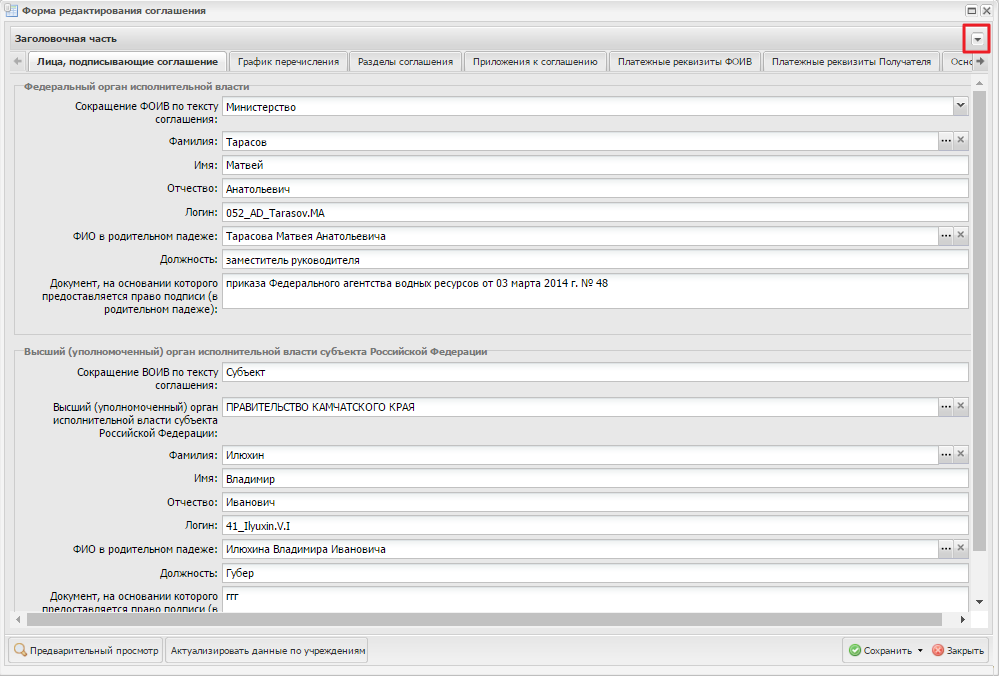 Форма редактирования соглашения
Заголовочная часть
Лица, подписывающие соглашение
График перечисления
Разделы соглашения
Приложения к соглашению
Платежные реквизиты ФОИВ
Платежные реквизиты Получателя
Осно
Федеральный орган исполнительной власти
Сокращение ФОИВ по тексту
соглашения:
Министерство
Фамилия: Тарасов
Имя: Матвей
Отчество: Анатольевич
Логин: 052_AD_Tarasov.MA
ФИО в родительном падеже: Тарасова Матвея Анатольевича
Должность: заместитель руководителя
Документ, на основании которого
предоставляется право подписи (в
родительном падеже):
приказа Федерального агентства водных ресурсов от 03 марта 2014 г. № 48
Высший (уполномоченный) орган исполнительной власти субъекта Российской Федерации
Сокращение ВОИВ по тексту
соглашения:
Субъект
Высший (уполномоченный) орган
исполнительной власти субъекта
Российской Федерации:
ПРАВИТЕЛЬСТВО КАМЧАТСКОГО КРАЯ
Фамилия: Илюхин
Имя: Владимир
Отчество: Иванович
Логин: 41_Ilyuxin.V.I
ФИО в родительном падеже: Илюхина Владимира Ивановича
Должность: Губер
Документ, на основании которого
предоставляется право подписи (в
ггг
Предварительный просмотр
Актуализировать данные по учреждениям
Сохранить
Закрыть